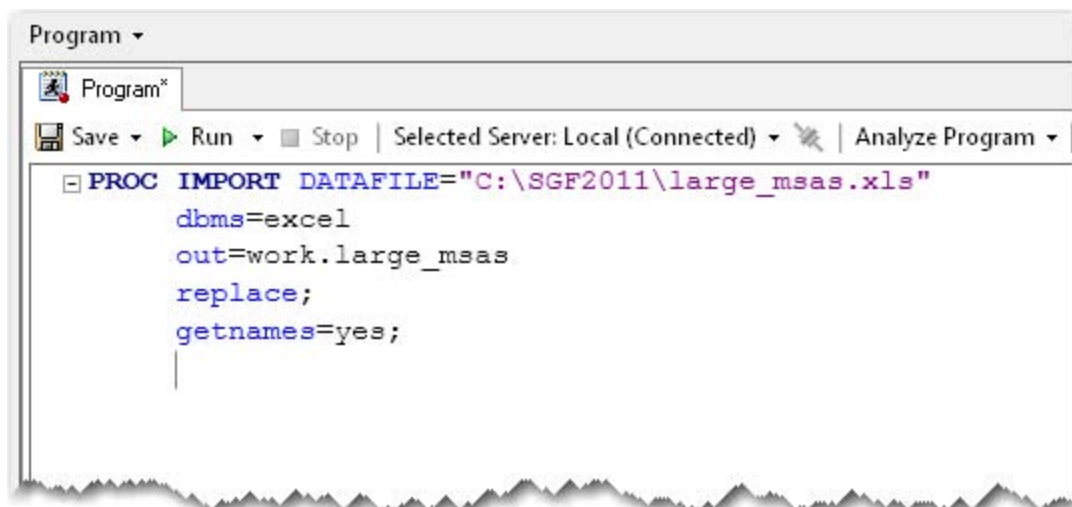 Program
Program*
Save Run Stop | Selected Server: Local (Connected) | Analyze Program
PROC IMPORT DATAFILE="C:\SGF2011\large_msas.xls"
dbms=excel
out=work.large_msas
replace;
getnames=yes;